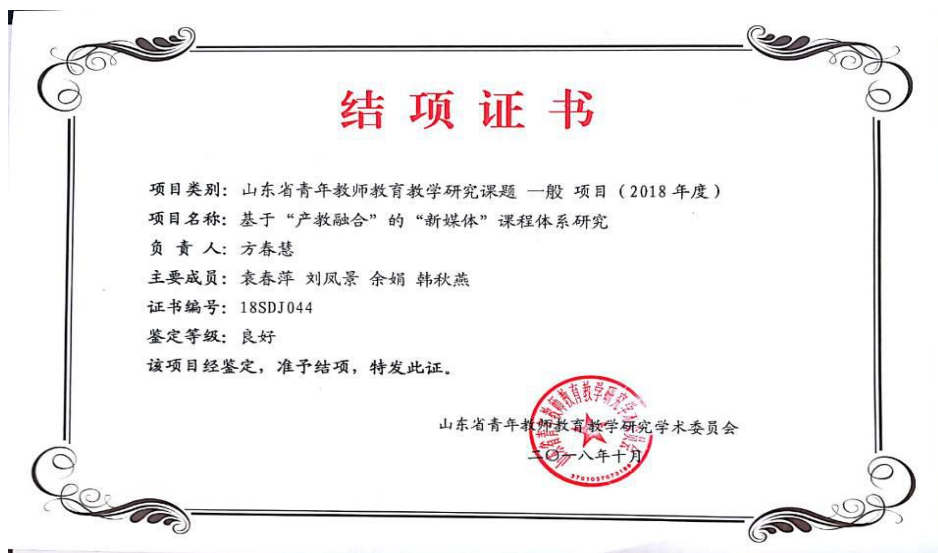 结项证书
项目类别：山东省青年教师教育教学研究课题 一般 项目（2018 年度）
项目名称：基于“产教融合”的“新媒体”课程体系研究
负 责 人：方春慧
主要成员：袁春萍 刘凤景 余娟 韩秋燕
证书编号：18SDJ044
鉴定等级：良好
该项目经鉴定，准予结项，特发此证。
山东省青年教师教育教学研究学术委员会
二〇一八年十月